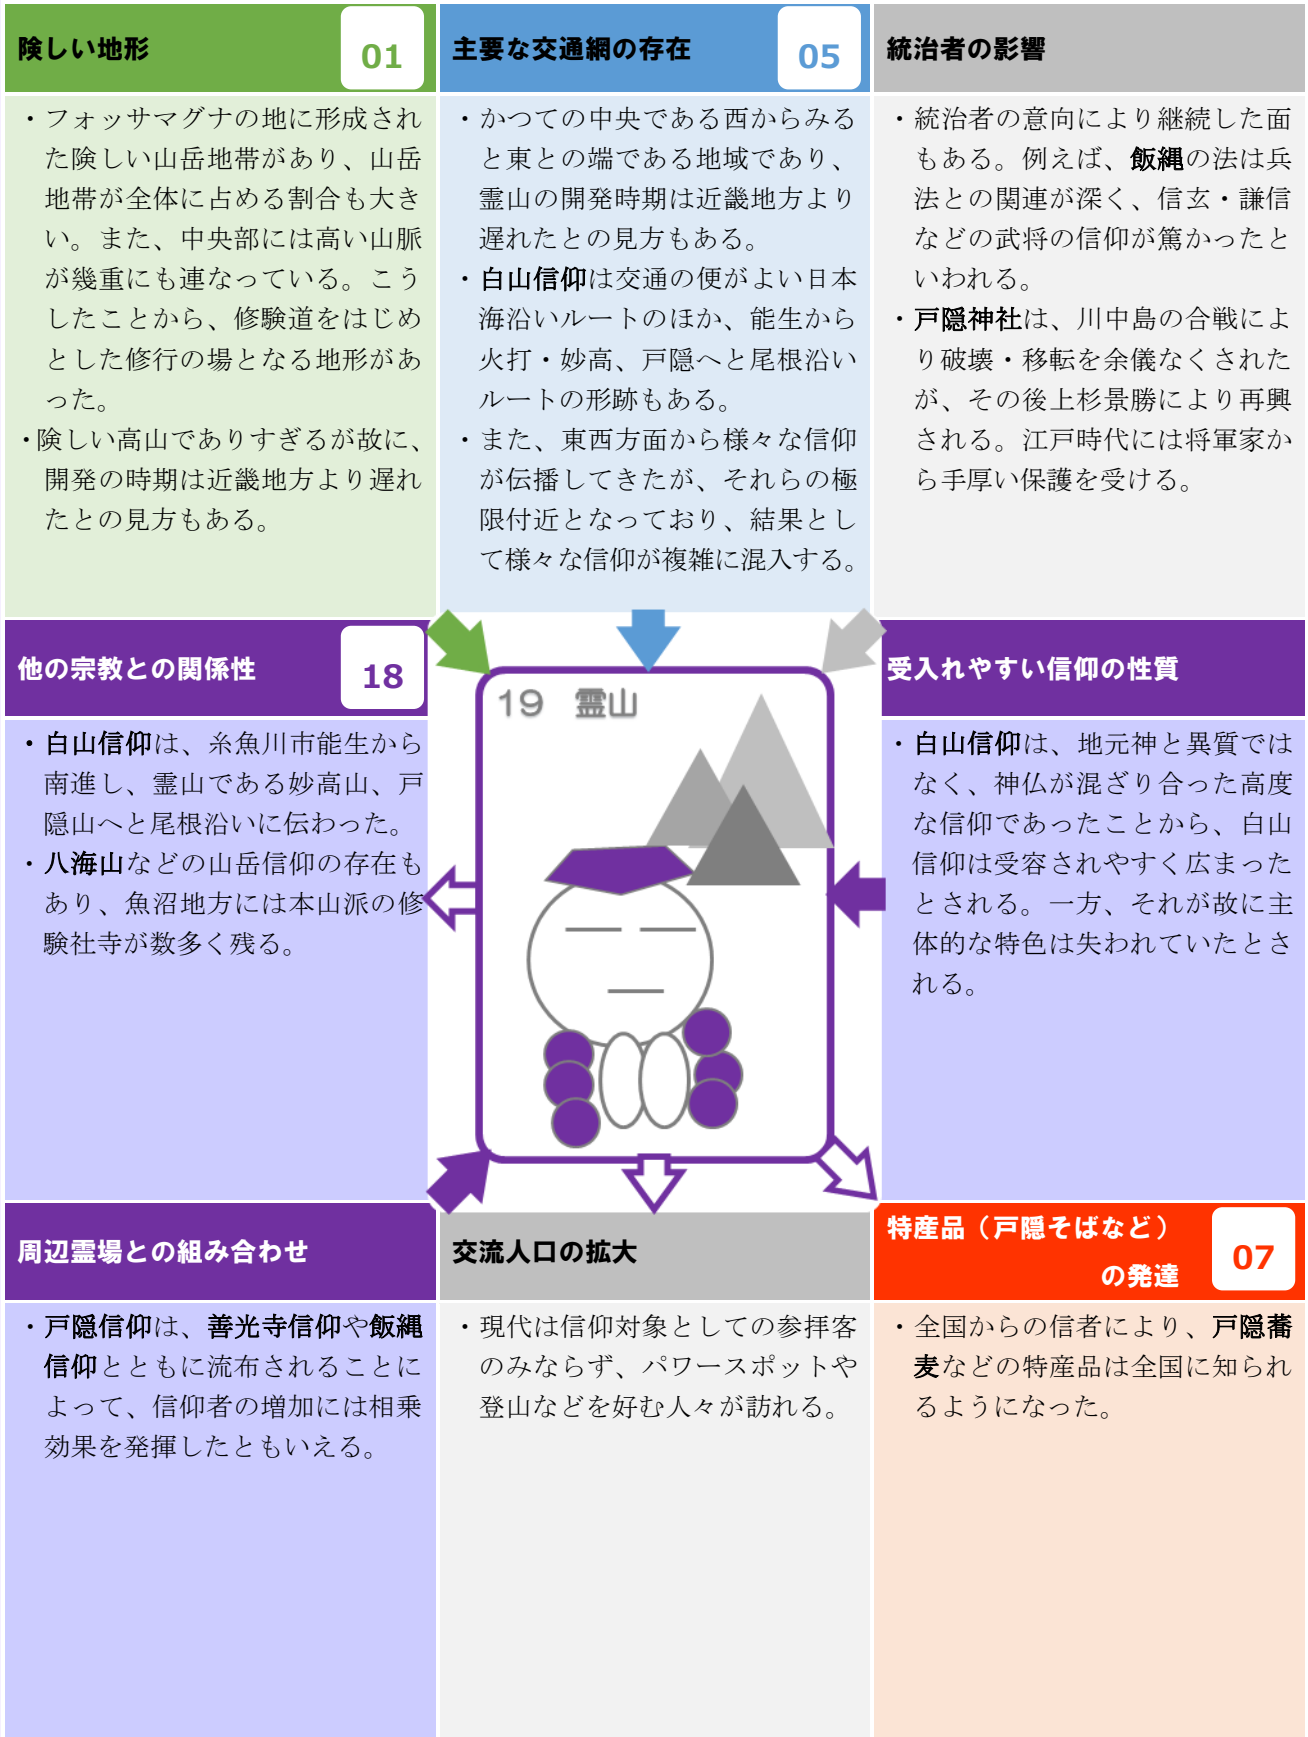 険しい地形
01
・フォッサマグナの地に形成され
た険しい山岳地帯があり、山岳
地帯が全体に占める割合も大き
い。また、中央部には高い山脈
が幾重にも連なっている。こう
したことから、修験道をはじめ
とした修行の場となる地形があ
った。
・険しい高山でありすぎるが故に、
開発の時期は近畿地方より遅れ
たとの見方もある。
主要な交通網の存在
05
・かつての中央である西からみる
と東との端である地域であり、
霊山の開発時期は近畿地方より
遅れたとの見方もある。
・白山信仰は交通の便がよい日本
海沿いルートのほか、能生から
火打・妙高、戸隠へと尾根沿い
ルートの形跡もある。
・また、東西方面から様々な信仰
が伝播してきたが、それらの極
限付近となっており、結果とし
て様々な信仰が複雑に混入する。
統治者の影響
・統治者の意向により継続した面
もある。例えば、飯縄の法は兵
法との関連が深く、信玄・謙信
などの武将の信仰が篤かったと
いわれる。
・戸隠神社は、川中島の合戦によ
り破壊・移転を余儀なくされた
が、その後上杉景勝により再興
される。江戸時代には将軍家か
ら手厚い保護を受ける。
他の宗教との関係性
18
・白山信仰は、糸魚川市能生から
南進し、霊山である妙高山、戸
隠山へと尾根沿いに伝わった。
・八海山などの山岳信仰の存在も
あり、魚沼地方には本山派の修
験社寺が数多く残る。
19 霊山
受入れやすい信仰の性質
・白山信仰は、地元神と異質では
なく、神仏が混ざり合った高度
な信仰であったことから、白山
信仰は受容されやすく広まった
とされる。一方、それが故に主
体的な特色は失われていたとさ
れる。
周辺霊場との組み合わせ
・戸隠信仰は、善光寺信仰や飯縄
信仰とともに流布されることに
よって、信仰者の増加には相乗
効果を発揮したともいえる。
交流人口の拡大
・現代は信仰対象としての参拝客
のみならず、パワースポットや
登山などを好む人々が訪れる。
特産品（戸隠そばなど）
の発達
07
・全国からの信者により、戸隠蕎
麦などの特産品は全国に知られ
るようになった。